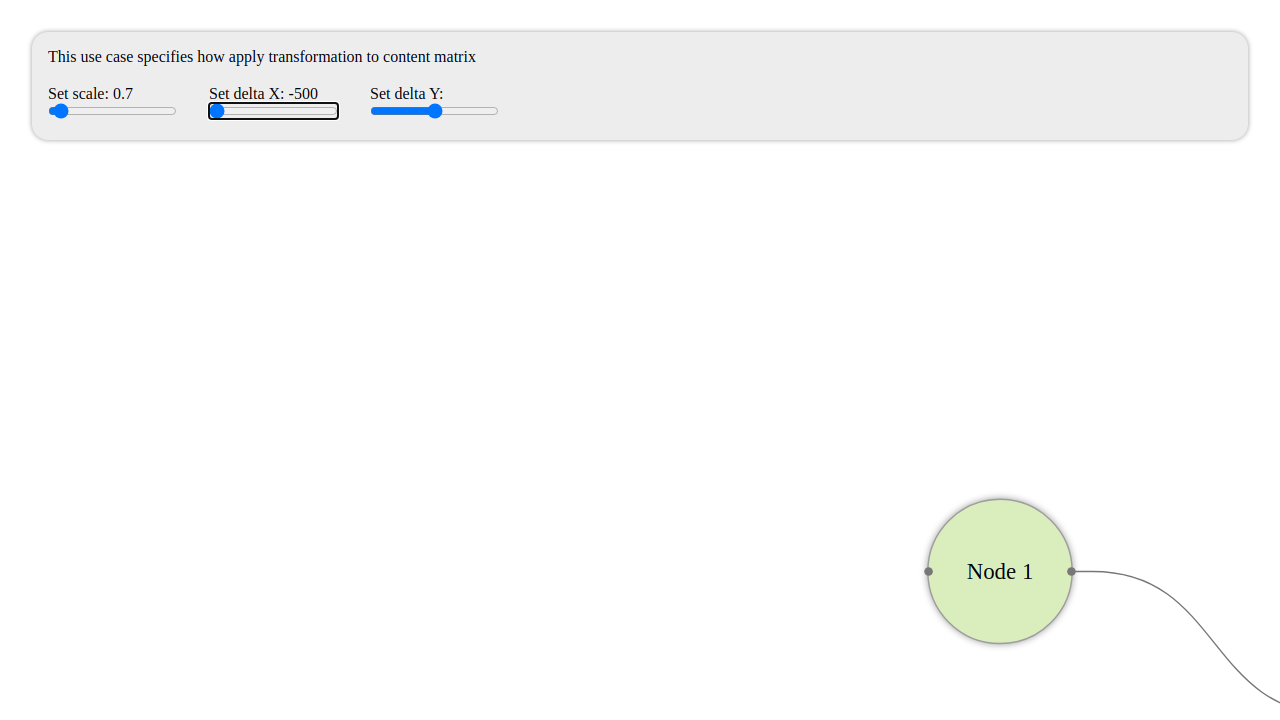 This use case specifies how apply transformation to content matrix
Set scale: 0.7
Set delta X: -500
Set delta Y:
Node 1